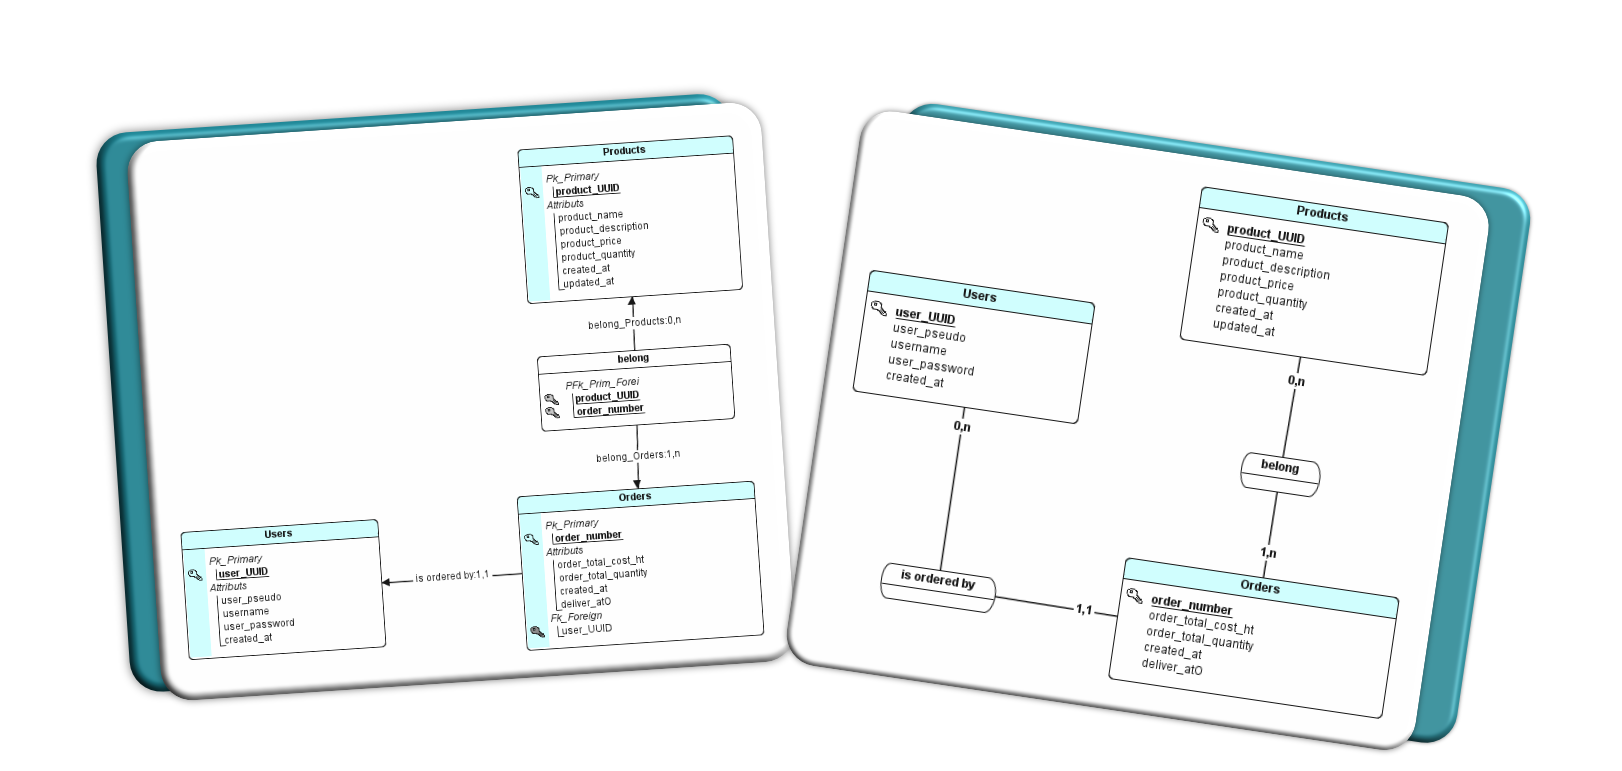 Products
Pk_Primary
product_UUID
Attributs
product_name
product_description
product_price
product_quantity
created_at
updated_at
belong_Products:0,n
belong
PFk_Prim_Forei
product_UUID
order_number
belong_Orders:1,n
Orders
Pk_Primary
order_number
Attributs
order_total_cost_ht
order_total_quantity
created_at
deliver_atO
Fk_Foreign
user_UUID
is ordered by:1,1
Users
Pk_Primary
user_UUID
Attributs
user_pseudo
username
user_password
created_at
Products
product_UUID
product_name
product_description
product_price
product_quantity
created_at
updated_at
Users
user_UUID
user_pseudo
username
user_password
created_at
0,n
0,n
belong
1,n
is ordered by
1,1
Orders
order_number
order_total_cost_ht
order_total_quantity
created_at
deliver_atO